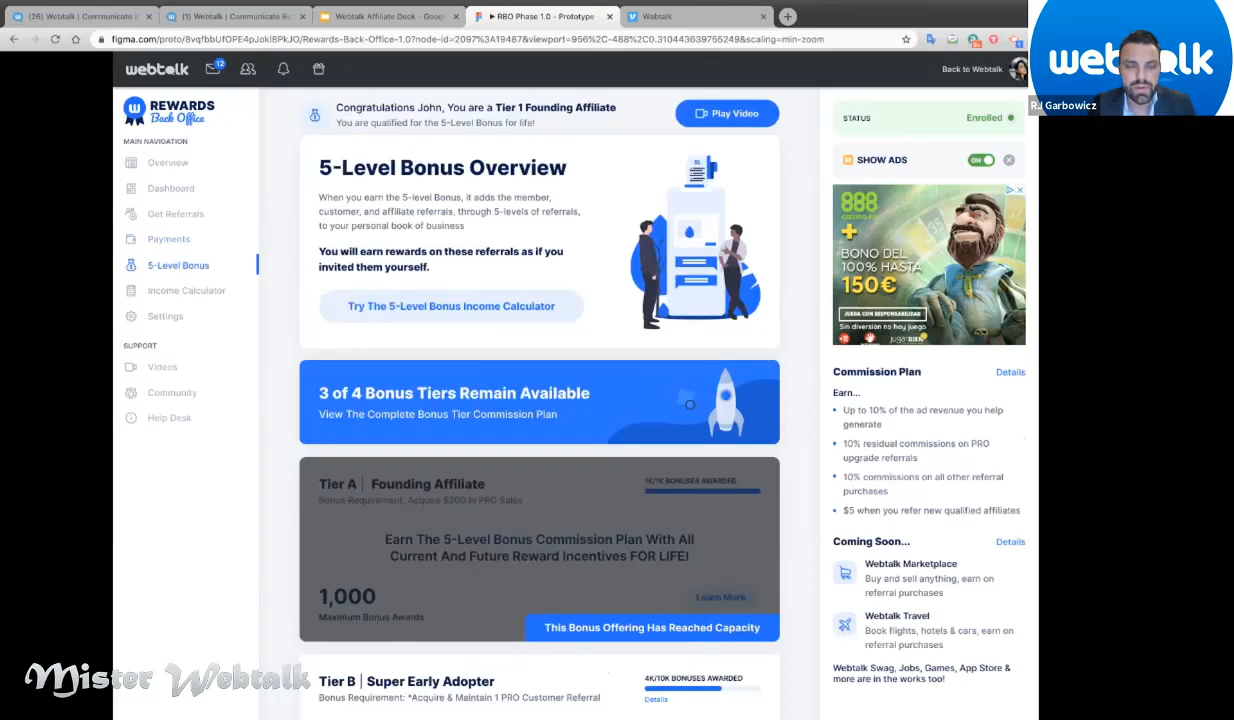 (26) Webtalk | Communicate B
(1) Webtalk | Communicate Be
Webtalk Affiliate Deck - Goog
▶ RBO Phase 1.0 - Prototype
Webtalk
figma.com/proto/8vqfbbUfOPE4pJokI8PkJO/Rewards-Back-Office-1.0?node-id=2097%3A19487&viewport=956%2C-488%2C0.310443639755249&scaling=min-zoom
webtalk
12
Back to Webtalk
webtalk
RJ Garbowicz
REWARDS
Back Office
MAIN NAVIGATION
Overview
Dashboard
Get Referrals
Payments
5-Level Bonus
Income Calculator
Settings
SUPPORT
Videos
Community
Help Desk
Congratulations John, You are a Tier 1 Founding Affiliate
You are qualified for the 5-Level Bonus for life!
Play Video
5-Level Bonus Overview
When you earn the 5-level Bonus, it adds the member,
customer, and affiliate referrals, through 5-levels of referrals,
to your personal book of business
You will earn rewards on these referrals as if you
invited them yourself.
Try The 5-Level Bonus Income Calculator
3 of 4 Bonus Tiers Remain Available
View The Complete Bonus Tier Commission Plan
Tier A | Founding Affiliate
Bonus Requirement: Acquire $200 In PRO Sales
1K/1K BONUSES AWARDED
Earn The 5-Level Bonus Commission Plan With All
Current And Future Reward Incentives FOR LIFE!
1,000
Maximum Bonus Awards
Learn More
This Bonus Offering Has Reached Capacity
Tier B | Super Early Adopter
Bonus Requirement: *Acquire & Maintain 1 PRO Customer Referral
4K/10K BONUSES AWARDED
Details
STATUS
Enrolled
SHOW ADS
ON
888
casino.es
+
BONO DEL
100% HASTA
150€
JUEGA CON RESPONSABILIDAD
Sin diversión no hay juego
+18
jugarBIEN
Commission Plan
Details
Earn...
Up to 10% of the ad revenue you help
generate
10% residual commissions on PRO
upgrade referrals
10% commissions on all other referral
purchases
$5 when you refer new qualified affiliates
Coming Soon...
Details
Webtalk Marketplace
Buy and sell anything, earn on
referral purchases
Webtalk Travel
Book flights, hotels & cars, earn on
referral purchases
Webtalk Swag, Jobs, Games, App Store &
more are in the works too!
Mister Webtalk